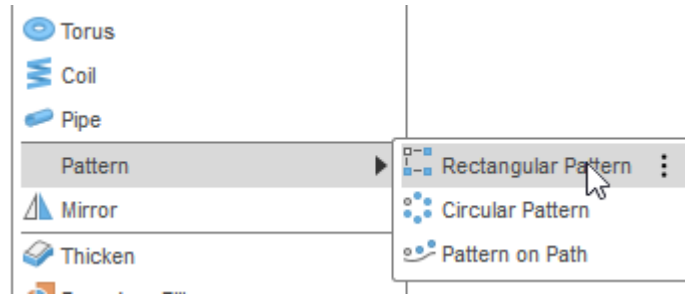 Torus
Coil
Pipe
Pattern
Rectangular Pattern
Mirror
Circular Pattern
Thicken
Pattern on Path